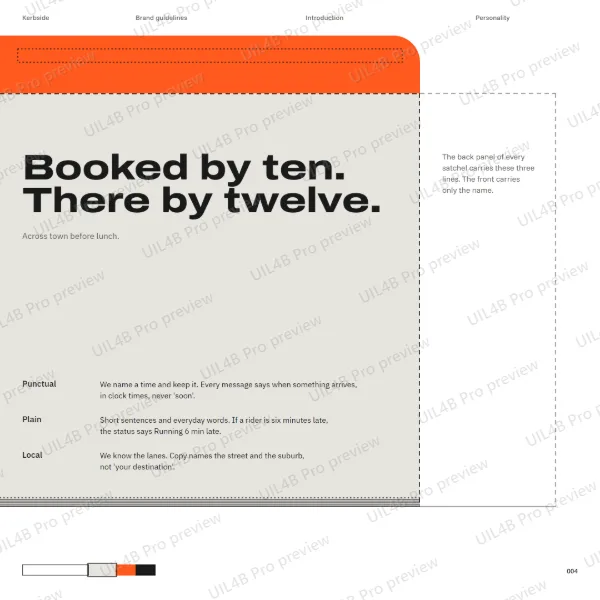 Kerbside
Brand guidelines
Introduction
Personality
Booked by ten.
There by twelve.
Across town before lunch.
The back panel of every
satchel carries these three
lines. The front carries
only the name.
Punctual
We name a time and keep it. Every message says when something arrives,
in clock times, never 'soon'.
Plain
Short sentences and everyday words. If a rider is six minutes late,
the status says Running 6 min late.
Local
We know the lanes. Copy names the street and the suburb,
not 'your destination'.
004
UIL4B Pro preview